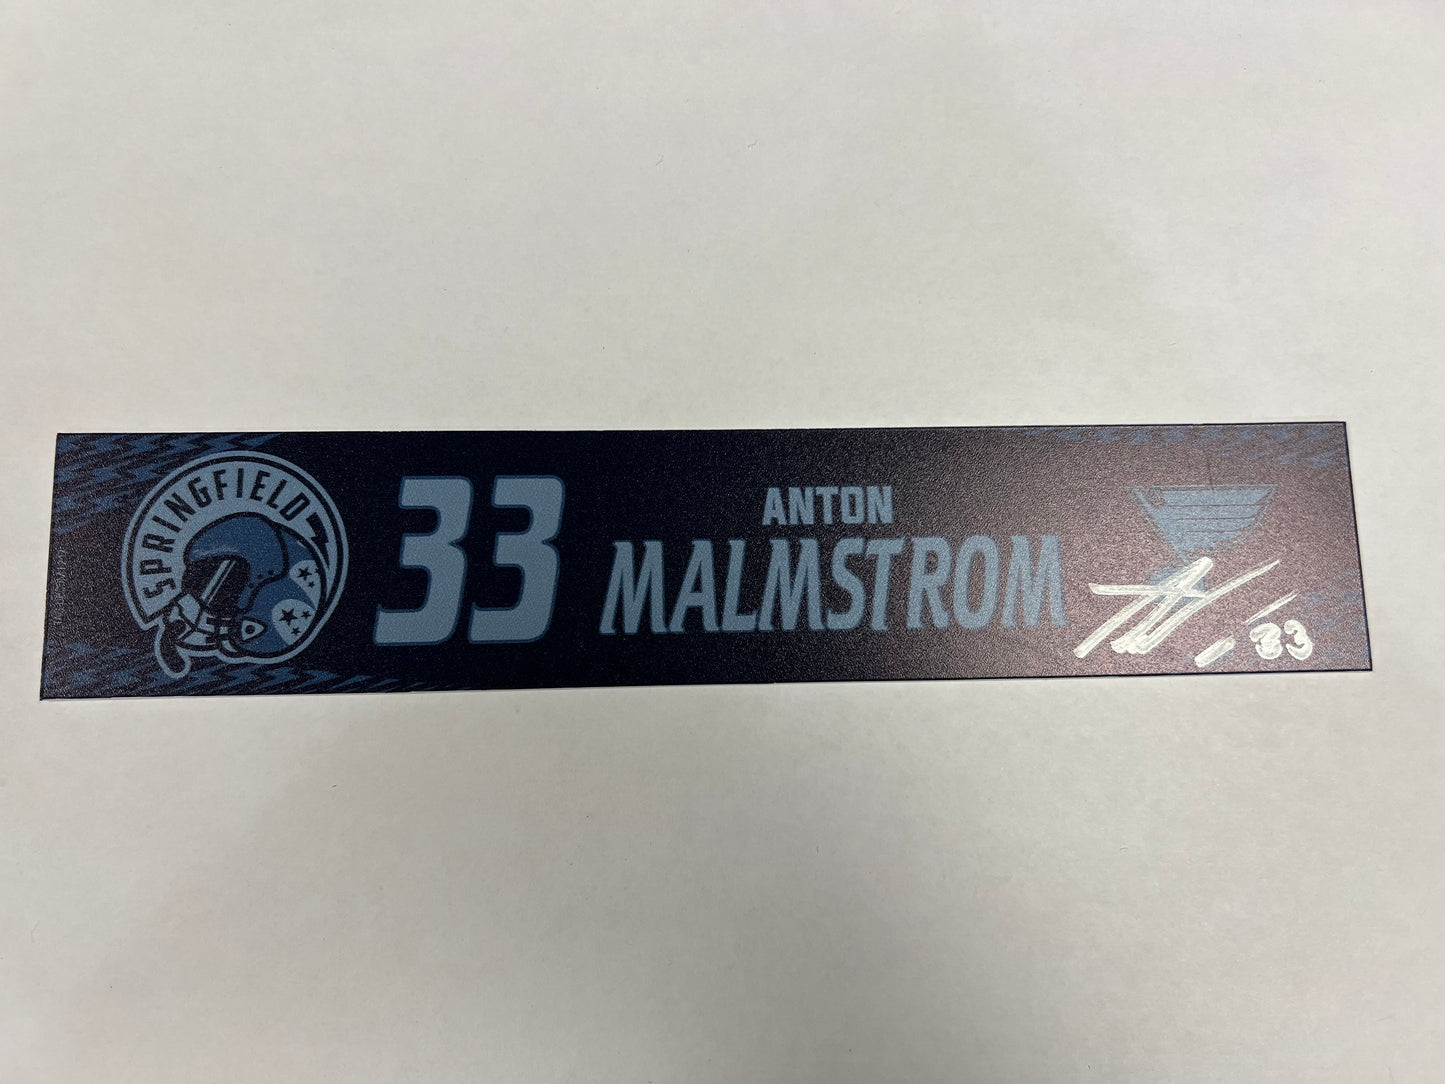 SPRINGFIELD
33
ANTON
MALMSTROM
33